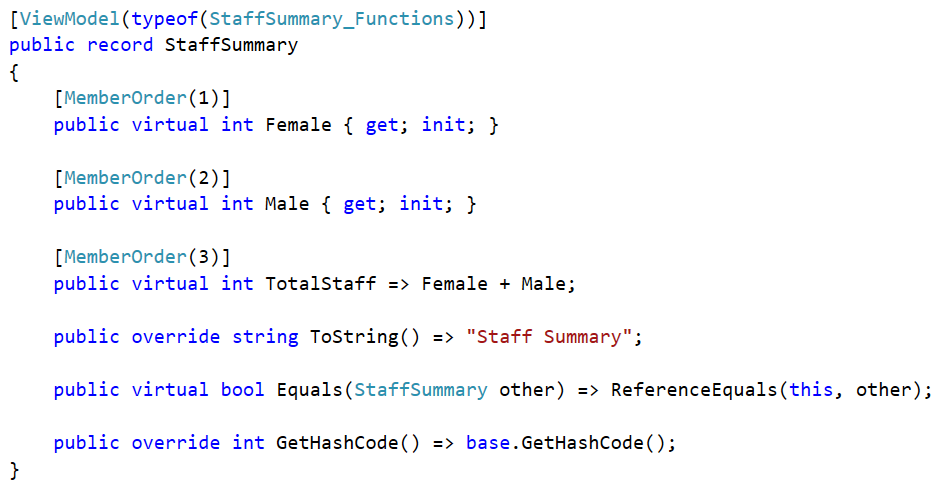 [ViewModel(typeof(StaffSummary_Functions))]
public record StaffSummary
{
    [MemberOrder(1)]
    public virtual int Female { get; init; }

    [MemberOrder(2)]
    public virtual int Male { get; init; }

    [MemberOrder(3)]
    public virtual int TotalStaff => Female + Male;

    public override string ToString() => "Staff Summary";

    public virtual bool Equals(StaffSummary other) => ReferenceEquals(this, other);

    public override int GetHashCode() => base.GetHashCode();
}